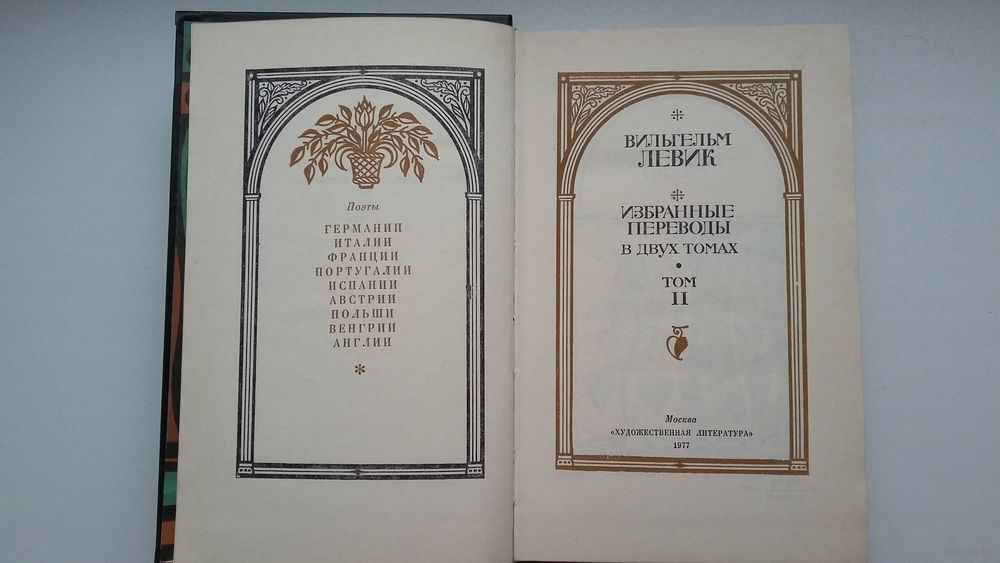 Поэты
ГЕРМАНИИ
ИТАЛИИ
ФРАНЦИИ
ПОРТУГАЛИИ
ИСПАНИИ
АВСТРИИ
ПОЛЬШИ
ВЕНГРИИ
АНГЛИИ
ВИЛЬГЕЛЬМ
ЛЕВИК
ИЗБРАННЫЕ
ПЕРЕВОДЫ
В ДВУХ ТОМАХ
ТОМ
II
Москва
«ХУДОЖЕСТВЕННАЯ ЛИТЕРАТУРА»
1977